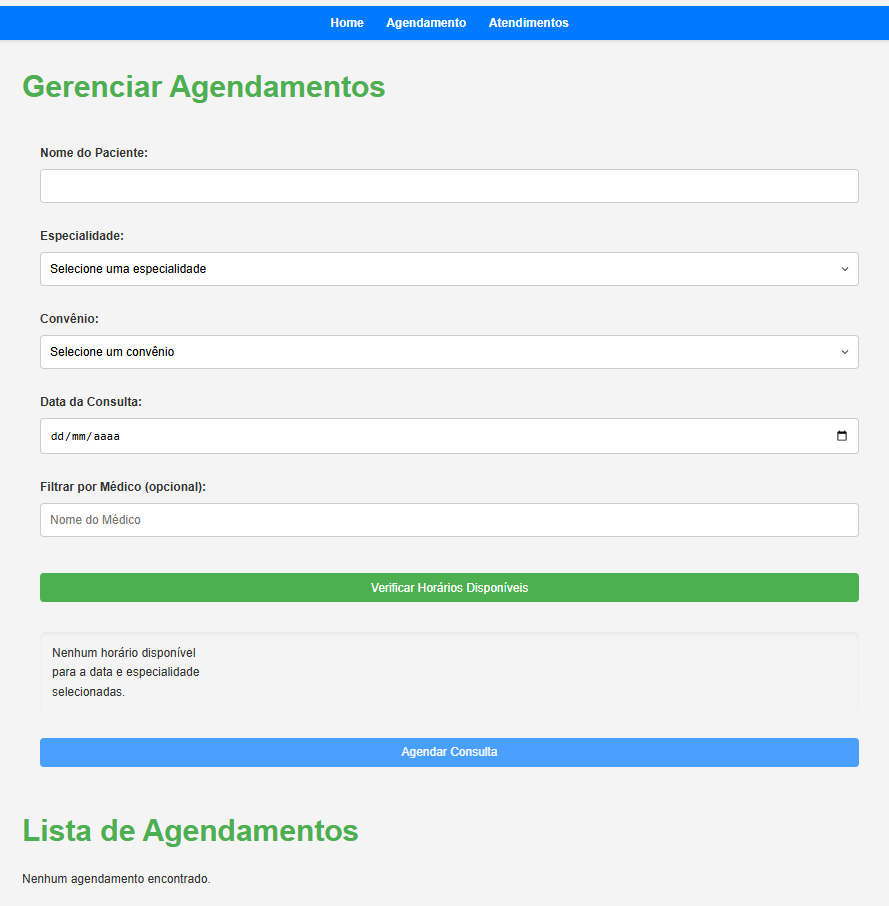 Home Agendamento Atendimentos
Gerenciar Agendamentos
Nome do Paciente:
Especialidade:
Selecione uma especialidade
Convênio:
Selecione um convênio
Data da Consulta:
dd/mm/aaaa
Filtrar por Médico (opcional):
Nome do Médico
Verificar Horários Disponíveis
Nenhum horário disponível
para a data e especialidade
selecionadas.
Agendar Consulta
Lista de Agendamentos
Nenhum agendamento encontrado.